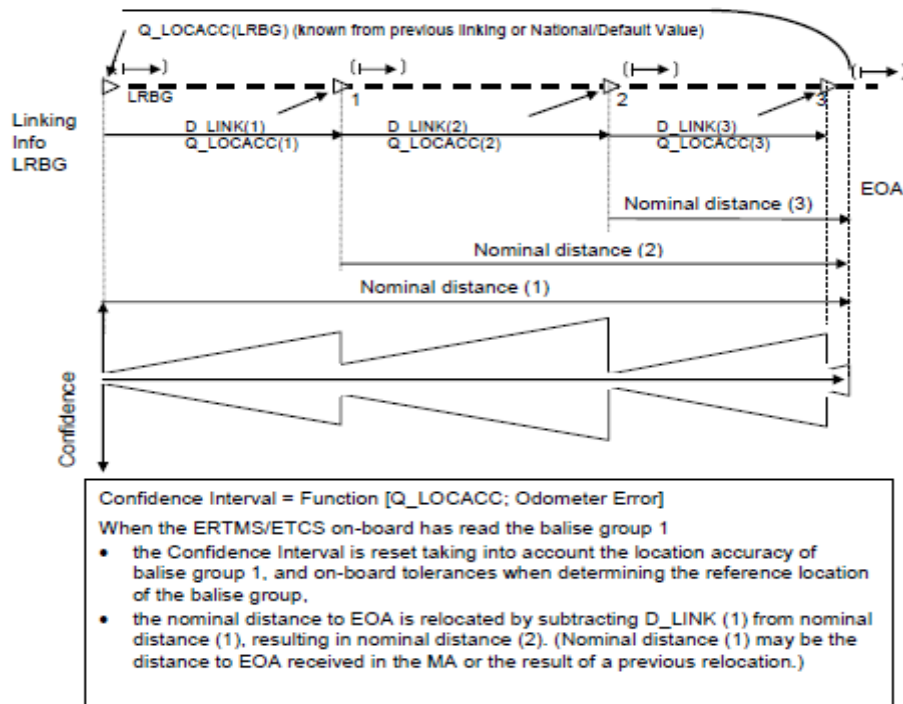 Q_LOCACC(LRBG) (known from previous linking or National/Default Value)
LRBG
1
2
3
Linking
Info
LRBG
D_LINK(1)
Q_LOCACC(1)
D_LINK(2)
Q_LOCACC(2)
D_LINK(3)
Q_LOCACC(3)
EOA
Nominal distance (3)
Nominal distance (2)
Nominal distance (1)
Confidence
Confidence Interval = Function [Q_LOCACC; Odometer Error]
When the ERTMS/ETCS on-board has read the balise group 1
• the Confidence Interval is reset taking into account the location accuracy of
balise group 1, and on-board tolerances when determining the reference location
of the balise group,
• the nominal distance to EOA is relocated by subtracting D_LINK (1) from nominal
distance (1), resulting in nominal distance (2). (Nominal distance (1) may be the
distance to EOA received in the MA or the result of a previous relocation.)